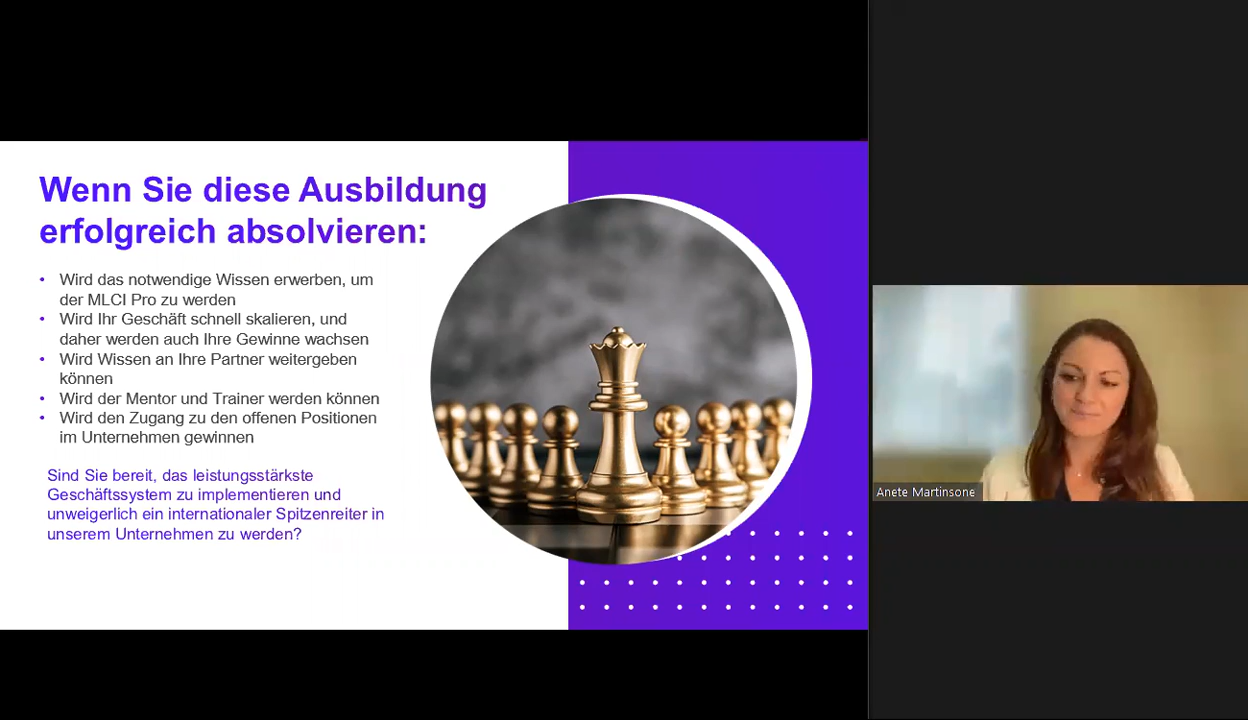 Wenn Sie diese Ausbildung
erfolgreich absolvieren:
• Wird das notwendige Wissen erwerben, um
der MLCI Pro zu werden
• Wird Ihr Geschäft schnell skalieren, und
daher werden auch Ihre Gewinne wachsen
• Wird Wissen an Ihre Partner weitergeben
können
• Wird der Mentor und Trainer werden können
• Wird den Zugang zu den offenen Positionen
im Unternehmen gewinnen
Sind Sie bereit, das leistungsstärkste
Geschäftssystem zu implementieren und
unweigerlich ein internationaler Spitzenreiter in
unserem Unternehmen zu werden?
Anete Martinsone